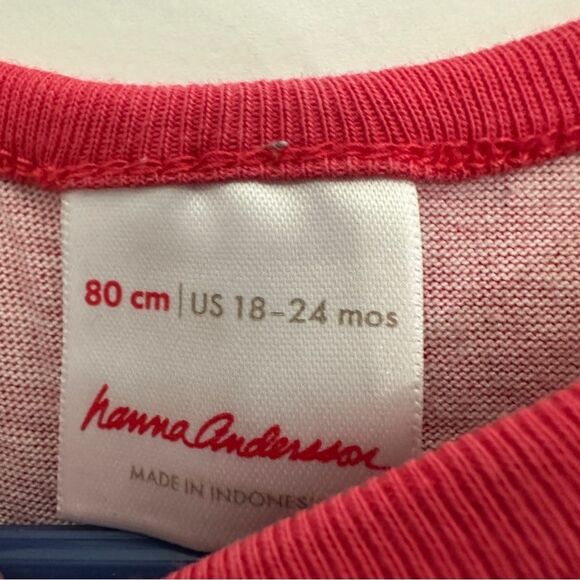 80 cm | US 18–24 mos
hanna andersson
MADE IN INDONES